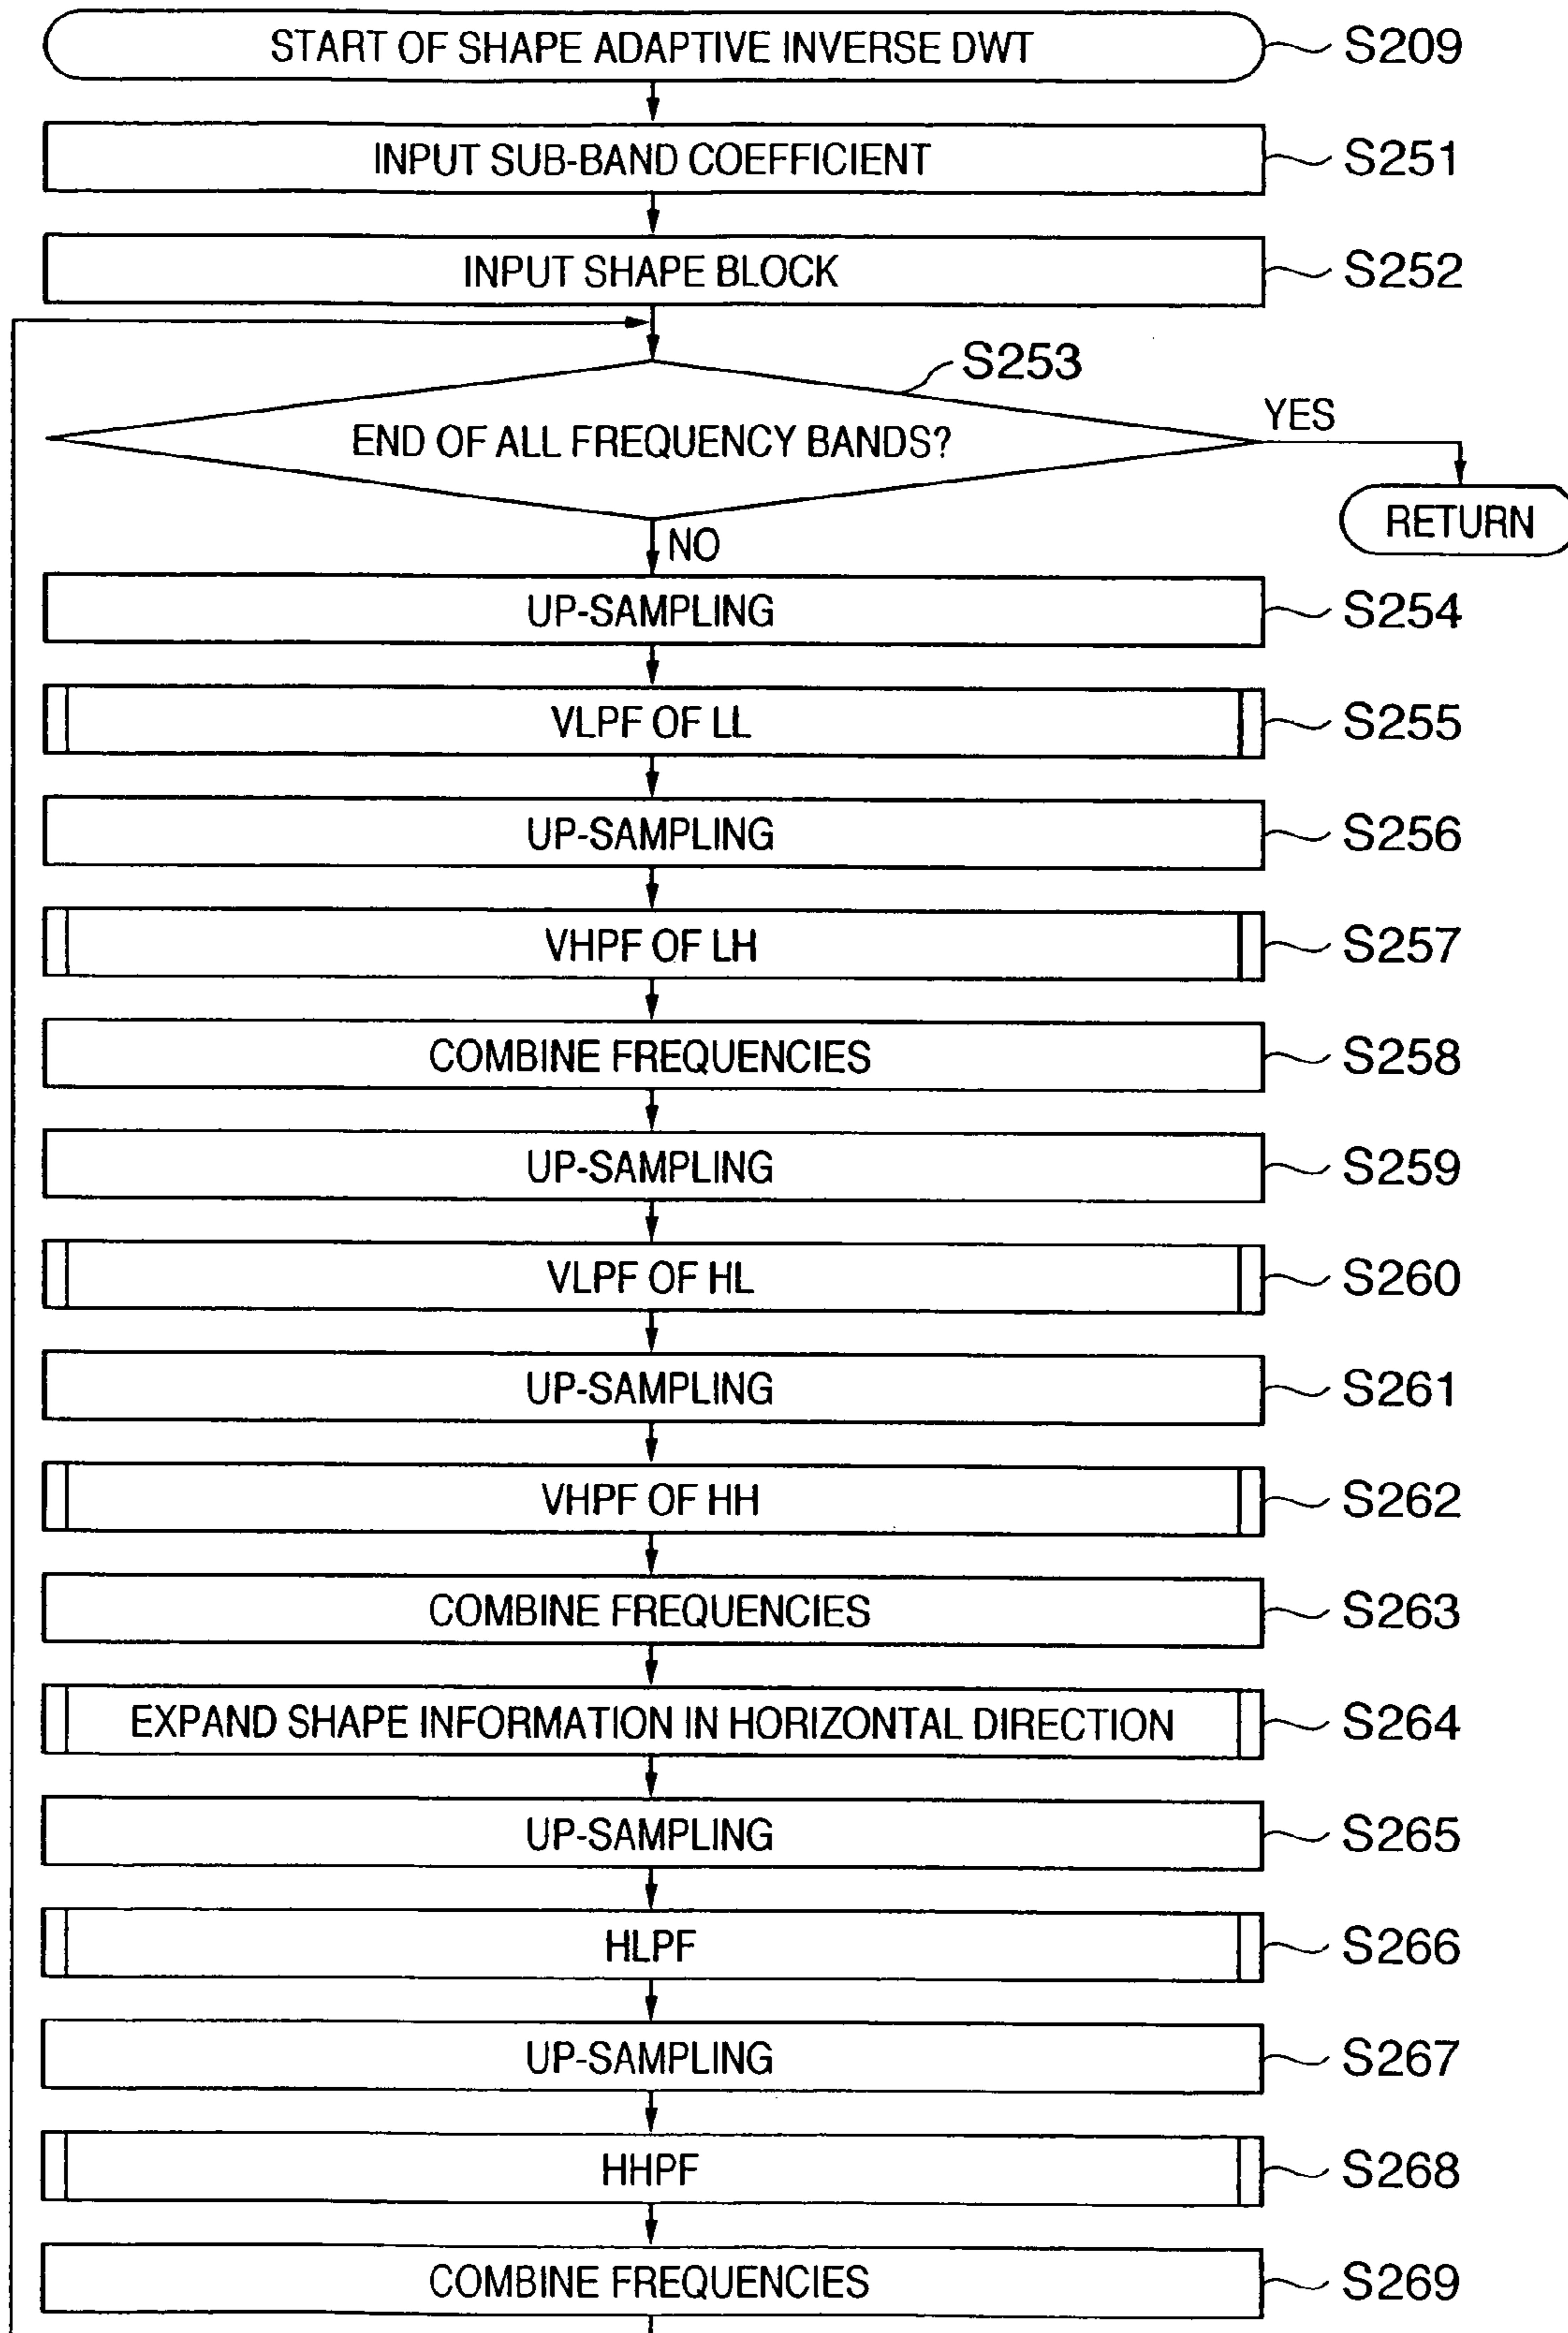 START OF SHAPE ADAPTIVE INVERSE DWT S209
INPUT SUB-BAND COEFFICIENT S251
INPUT SHAPE BLOCK S252
S253
END OF ALL FREQUENCY BANDS? YES
RETURN
NO
UP-SAMPLING S254
VLPF OF LL S255
UP-SAMPLING S256
VHPF OF LH S257
COMBINE FREQUENCIES S258
UP-SAMPLING S259
VLPF OF HL S260
UP-SAMPLING S261
VHPF OF HH S262
COMBINE FREQUENCIES S263
EXPAND SHAPE INFORMATION IN HORIZONTAL DIRECTION S264
UP-SAMPLING S265
HLPF S266
UP-SAMPLING S267
HHPF S268
COMBINE FREQUENCIES S269